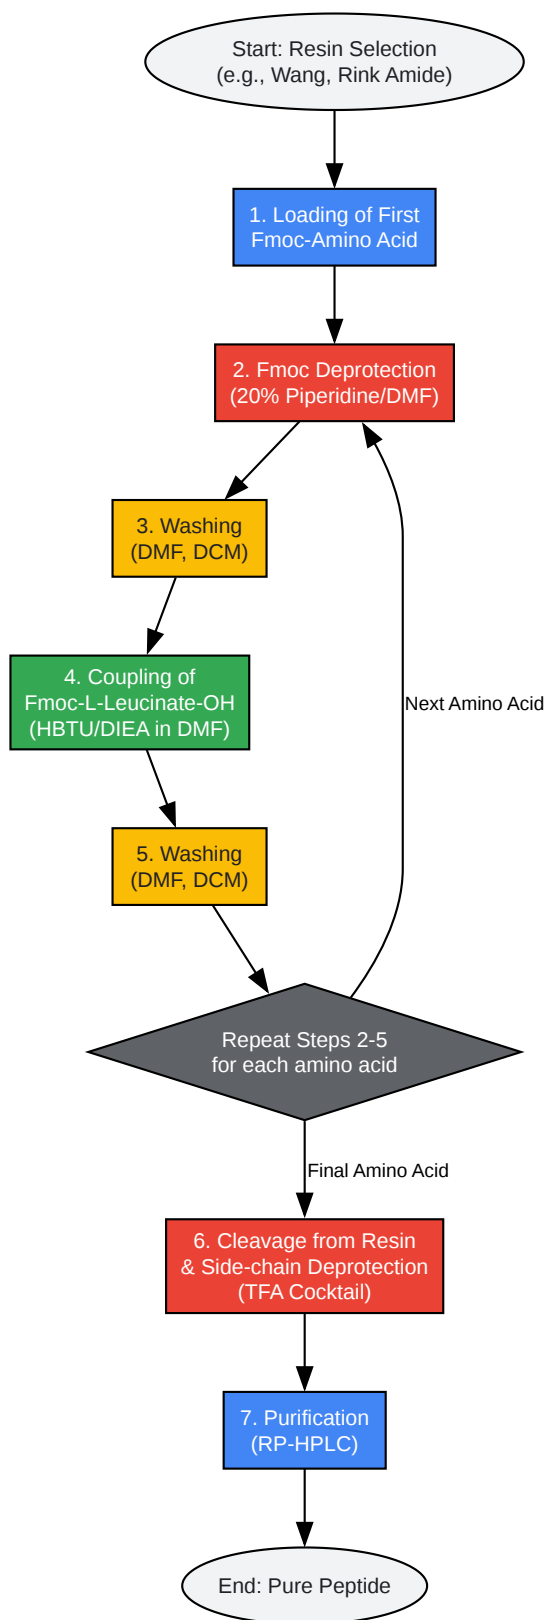 Start: Resin Selection
(e.g., Wang, Rink Amide)
1. Loading of First
Fmoc-Amino Acid
2. Fmoc Deprotection
(20% Piperidine/DMF)
3. Washing
(DMF, DCM)
4. Coupling of
Fmoc-L-Leucinate-OH
(HBTU/DIEA in DMF)
Next Amino Acid
5. Washing
(DMF, DCM)
Repeat Steps 2-5
for each amino acid
Final Amino Acid
6. Cleavage from Resin
& Side-chain Deprotection
(TFA Cocktail)
7. Purification
(RP-HPLC)
End: Pure Peptide